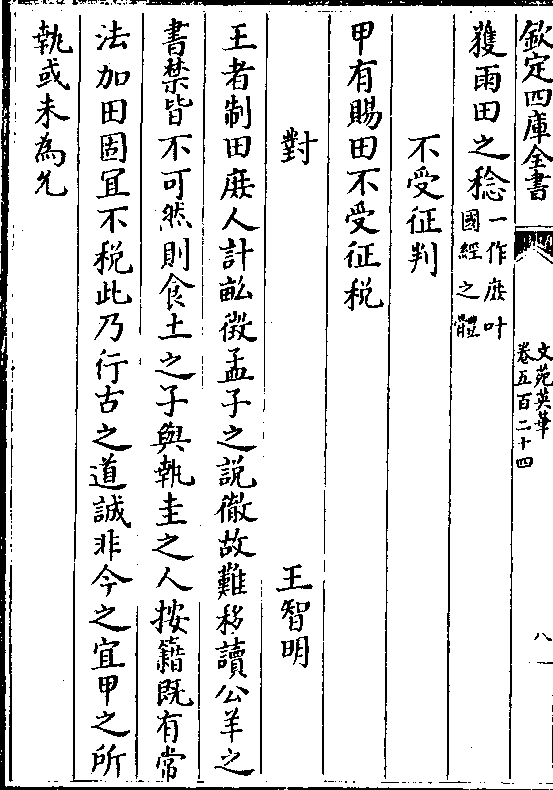 欽定四庫全書
文苑英華
卷五百二十四
八
穫雨田之稔一作庶叶
國經之體
不受征判
甲有賜田不受征税
對
王智明
王者制田庶人計畝徴孟子之説徹故難移讀公羊之
書禁皆不可然則食土之子與執圭之人按籍既有常
法加田固宜不税此乃行古之道誠非今之宜甲之所
執或未為允